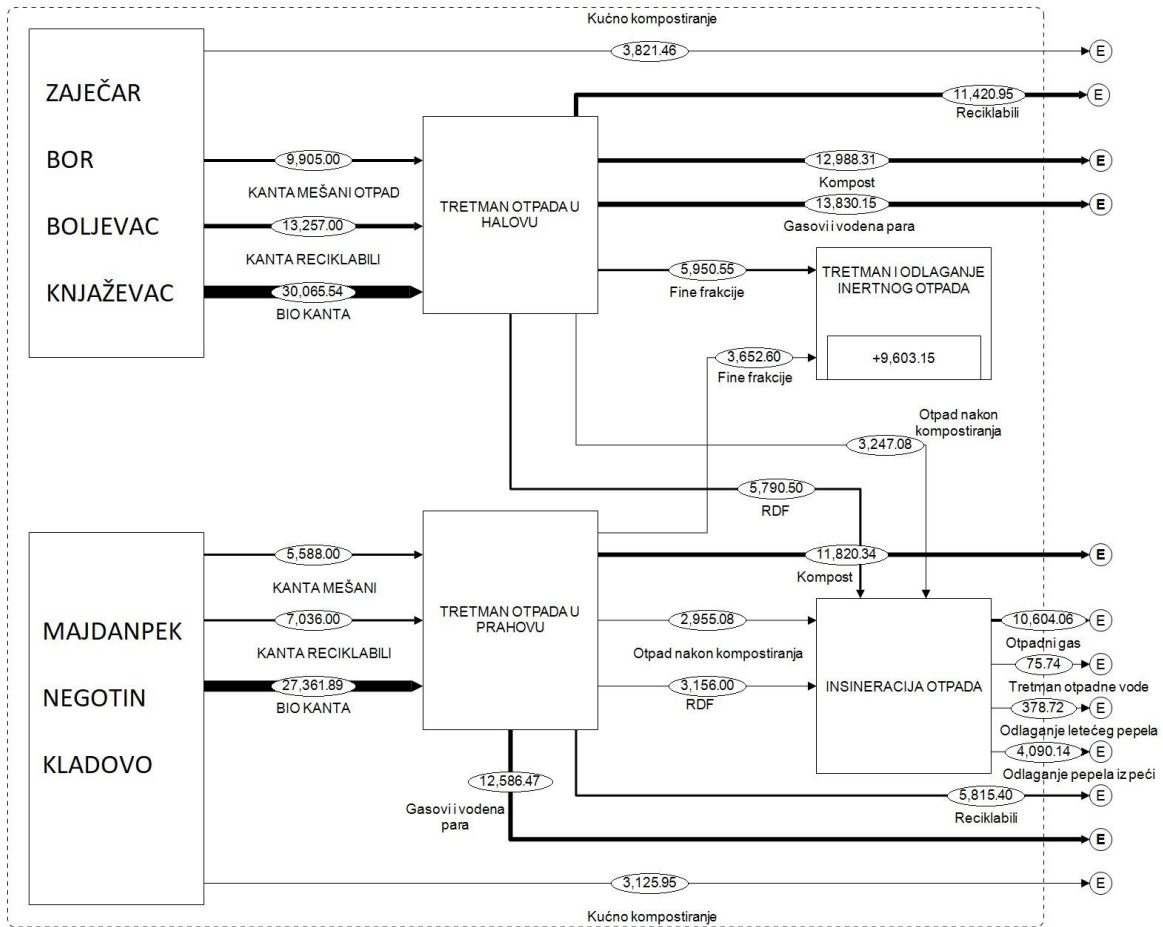 Kućno kompostiranje
3,821.46
E
ZAJEČAR
BOR
BOLJEVAC
KNJAŽEVAC
11,420.95
E
Reciklabili
9,905.00
KANTA MEŠANI OTPAD
13,257.00
KANTA RECIKLABILI
30,065.54
BIO KANTA
TRETMAN OTPADA U
HALOVU
12,988.31
E
Kompost
13,830.15
E
Gasovi i vodena para
5,950.55
Fine frakcije
TRETMAN I ODLAGANJE
INERTNOG OTPADA
+9,603.15
3,652.60
Fine frakcije
Otpad nakon
kompostiranja
3,247.08
5,790.50
RDF
MAJDANPEK
NEGOTIN
KLADOVO
5,588.00
KANTA MEŠANI
7,036.00
KANTA RECIKLABILI
27,361.89
BIO KANTA
TRETMAN OTPADA U
PRAHOVU
11,820.34
E
Kompost
2,955.08
Otpad nakon kompostiranja
3,156.00
RDF
INSINERACIJA OTPADA
10,604.06
E
Otpadni gas
75.74
E
Tretman otpadne vode
378.72
E
Odlaganje letećeg pepela
4,090.14
E
Odlaganje pepela iz peći
12,586.47
Gasovi i vodena
para
5,815.40
E
Reciklabili
E
3,125.95
E
Kućno kompostiranje